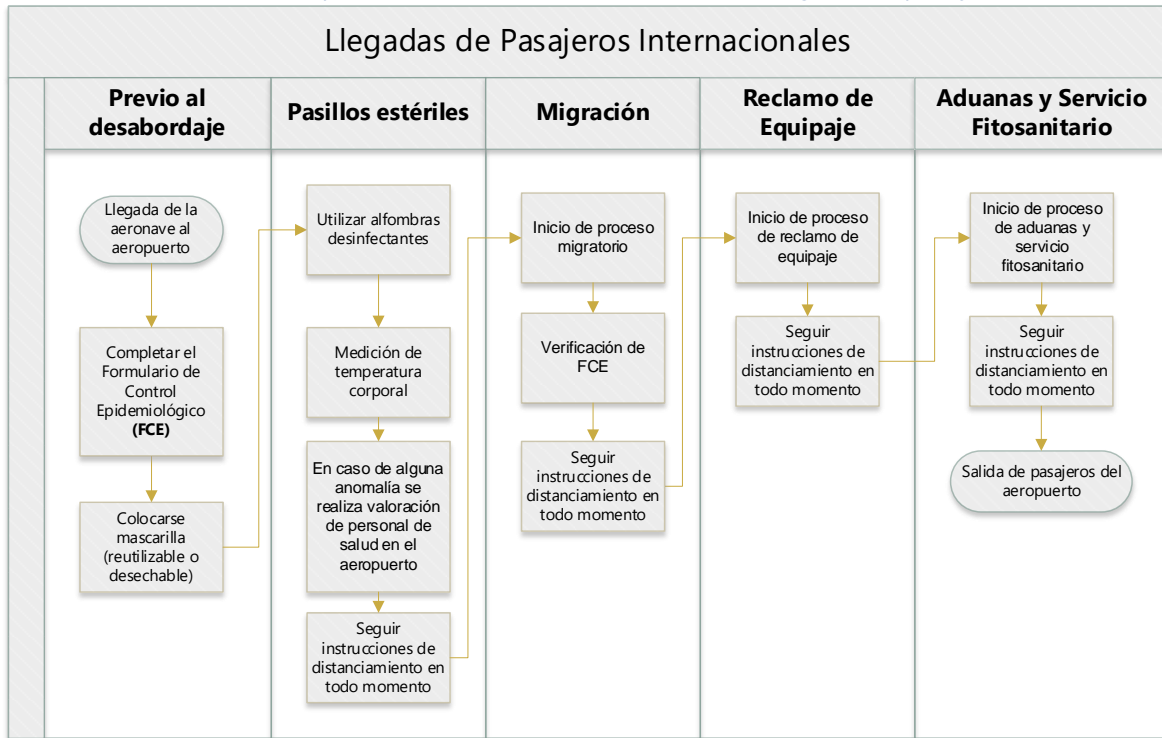 Llegadas de Pasajeros Internacionales
Previo al
desabordaje
Pasillos estériles
Migración
Reclamo de
Equipaje
Aduanas y Servicio
Fitosanitario
Llegada de la
aeronave al
aeropuerto
Completar el
Formulario de
Control
Epidemiológico
(FCE)
Colocarse
mascarilla
(reutilizable o
desechable)
Utilizar alfombras
desinfectantes
Medición de
temperatura
corporal
En caso de alguna
anomalía se
realiza valoración
de personal de
salud en el
aeropuerto
Seguir
instrucciones de
distanciamiento en
todo momento
Inicio de proceso
migratorio
Verificación de
FCE
Seguir
instrucciones de
distanciamiento en
todo momento
Inicio de proceso
de reclamo de
equipaje
Seguir
instrucciones de
distanciamiento en
todo momento
Inicio de proceso
de aduanas y
servicio
fitosanitario
Seguir
instrucciones de
distanciamiento en
todo momento
Salida de pasajeros del
aeropuerto